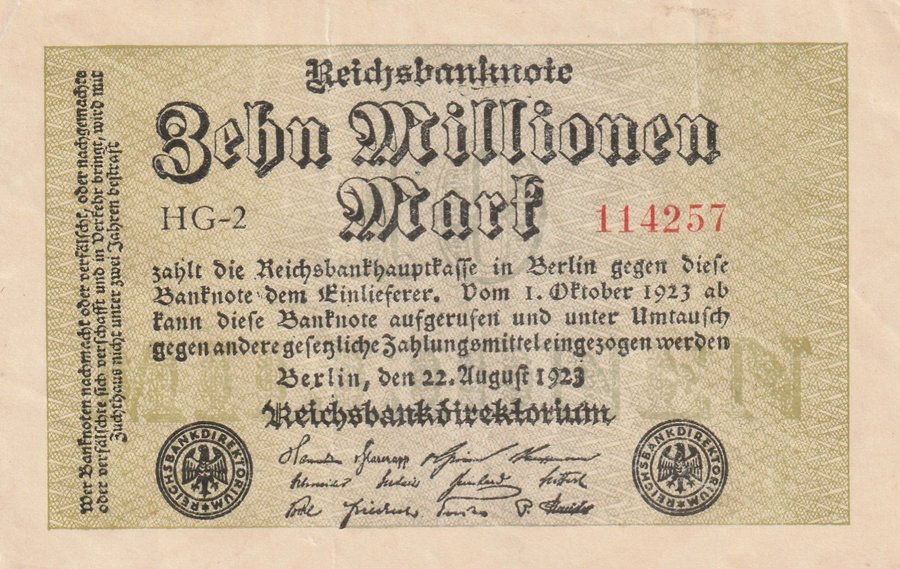 Reichsbanknote
Zehn Millionen
Mark
HG-2
114257
zahlt die Reichsbankhauptkasse in Berlin gegen diese
Banknote dem Einlieferer. Vom 1. Oktober 1923 ab
kann diese Banknote aufgerufen und unter Umtausch
gegen andere gesetzliche Zahlungsmittel eingezogen werden
Berlin, den 22. August 1923
Reichsbankdirektorium
REICHSBANKDIREKTORIUM
REICHSBANKDIREKTORIUM
Wer Banknoten nachmacht oder verfälscht, oder nachgemachte
oder verfälschte sich verschafft und in Verkehr bringt, wird mit
Zuchthaus nicht unter zwei Jahren bestraft